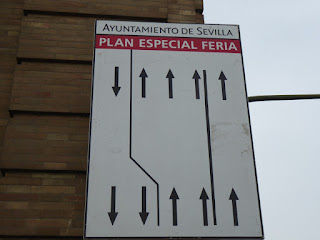 AYUNTAMIENTO DE SEVILLA
PLAN ESPECIAL FERIA